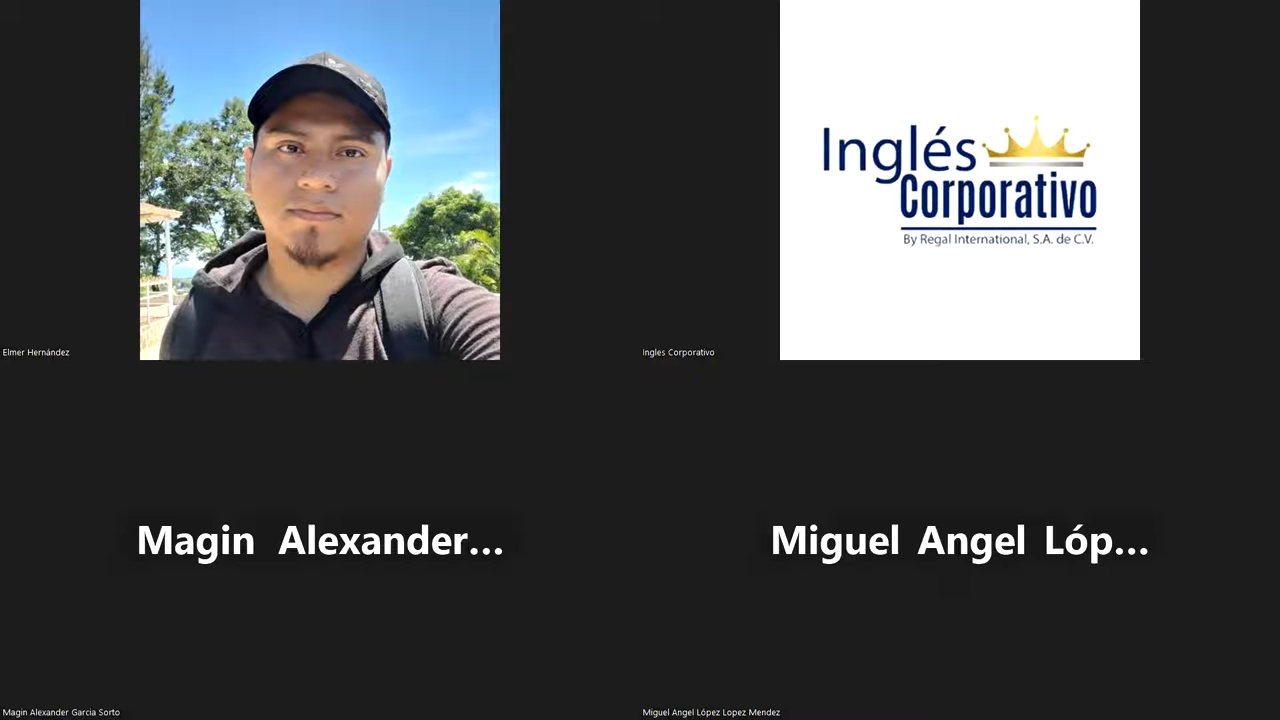 Elmer Hernández
Inglés
Corporativo
By Regal International, S.A. de C.V.
Ingles Corporativo
Magin Alexander...
Miguel Angel Lóp...
Magin Alexander Garcia Sorto
Miguel Angel López Lopez Mendez